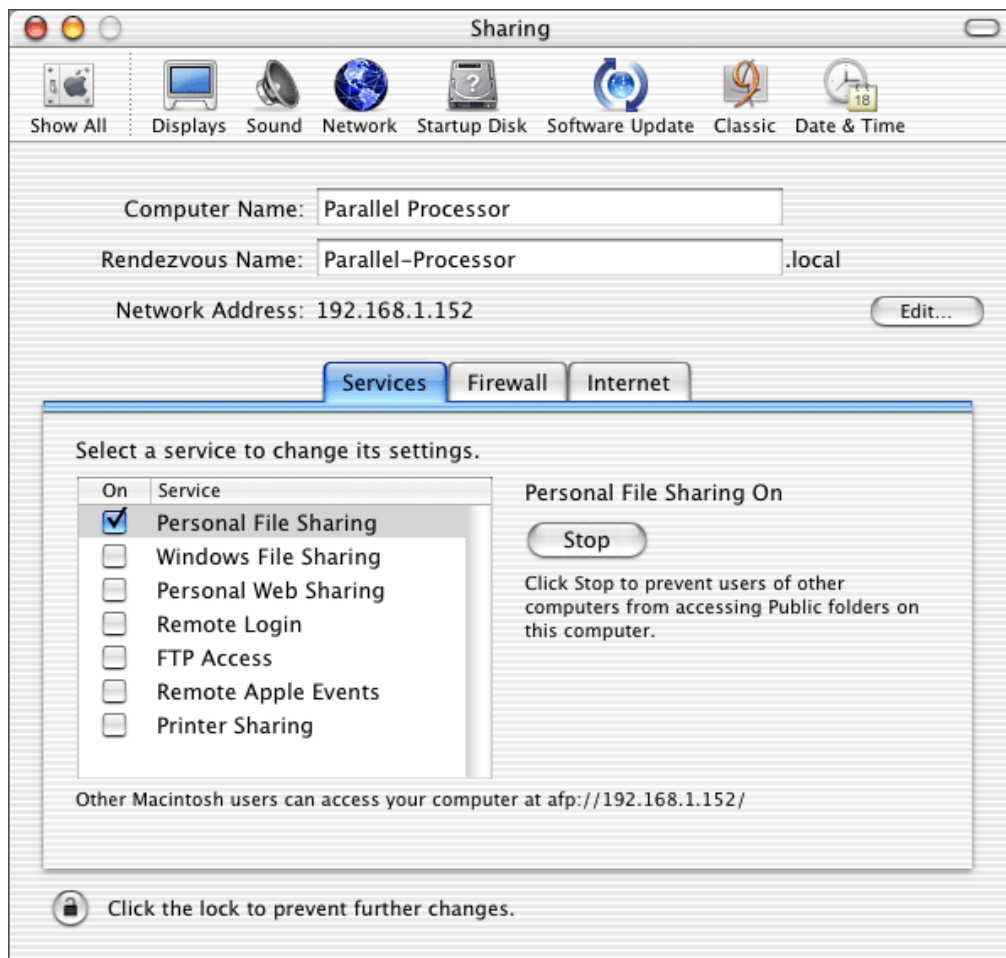 Sharing
?
18
Show All Displays Sound Network Startup Disk Software Update Classic Date & Time
Computer Name: Parallel Processor
Rendezvous Name: Parallel-Processor .local
Network Address: 192.168.1.152 Edit...
Services Firewall Internet
Select a service to change its settings.
On Service
Personal File Sharing
Windows File Sharing
Personal Web Sharing
Remote Login
FTP Access
Remote Apple Events
Printer Sharing
Personal File Sharing On
Stop
Click Stop to prevent users of other
computers from accessing Public folders on
this computer.
Other Macintosh users can access your computer at afp://192.168.1.152/
Click the lock to prevent further changes.